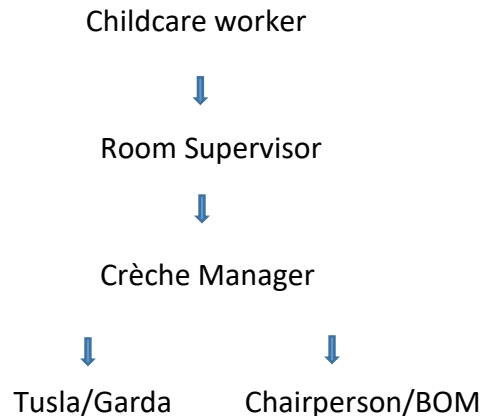 Childcare worker
Room Supervisor
Crèche Manager
Tusla/Garda Chairperson/BOM